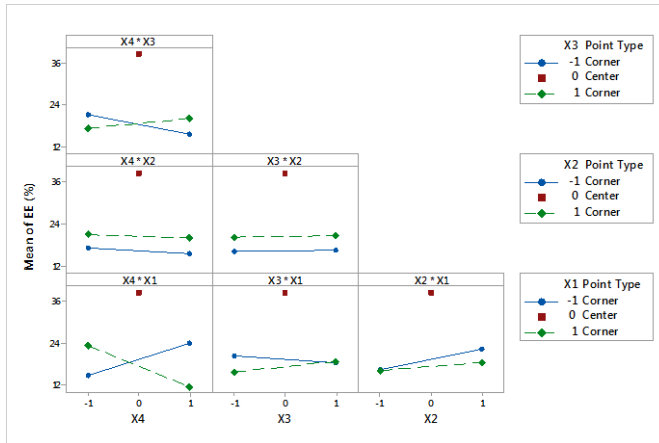 X4 * X3
36
24
12
X3 Point Type
-1 Corner
0 Center
1 Corner
X4 * X2
X3 * X2
36
24
12
X2 Point Type
-1 Corner
0 Center
1 Corner
Mean of EE (%)
X4 * X1
X3 * X1
X2 * X1
36
24
12
X1 Point Type
-1 Corner
0 Center
1 Corner
-1 0 1
-1 0 1
-1 0 1
X4
X3
X2